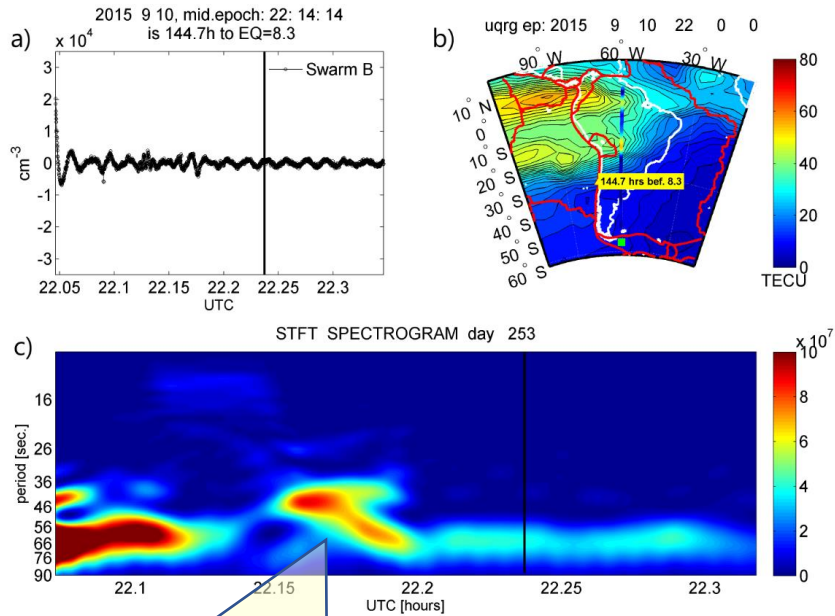 2015 9 10, mid.epoch: 22: 14: 14
is 144.7h to EQ=8.3
a)
x 10⁴
Swarm B
3
2
1
0
-1
-2
-3
cm⁻³
22.05 22.1 22.15 22.2 22.25 22.3
UTC
b)
uqrg ep: 2015 9 10 22 0 0
90° W
60° W
30° W
10° N
0°
10° S
20° S
30° S
40° S
50° S
60° S
144.7 hrs bef. 8.3
80
60
40
20
0
TECU
c)
STFT SPECTROGRAM day 253
period [sec.]
16
26
36
46
56
66
76
90
22.1 22.15 22.2 22.25 22.3
UTC [hours]
x 10⁷
10
8
6
4
2
0